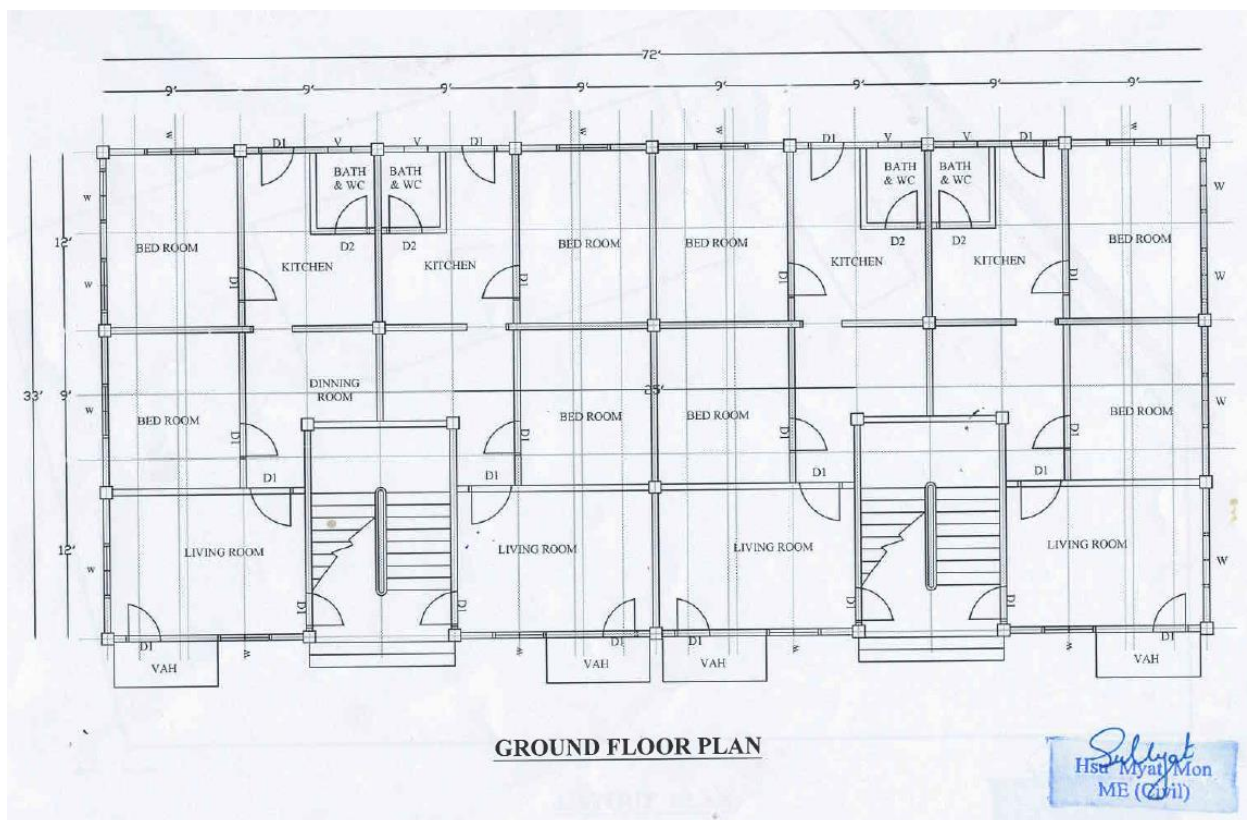 72'
9' 9' 9' 9' 9' 9' 9' 9'
W D1 V V D1 W W D1 V V D1 W
BATH & WC
BATH & WC
BATH & WC
BATH & WC
W W
D2 D2 D2 D2
12'
BED ROOM BED ROOM BED ROOM BED ROOM
KITCHEN KITCHEN KITCHEN KITCHEN
W D1 D1 D1 D1 W
DINNING
ROOM
33' 9' 25'
W W
BED ROOM BED ROOM BED ROOM BED ROOM
D1 D1 D1 D1
D1 D1 D1 D1
12'
LIVING ROOM LIVING ROOM LIVING ROOM LIVING ROOM
W W
D1 D1 D1 D1
D1 W W D1 D1 W W D1
VAH VAH VAH VAH
GROUND FLOOR PLAN
Hsu Myat Mon
ME (Civil)